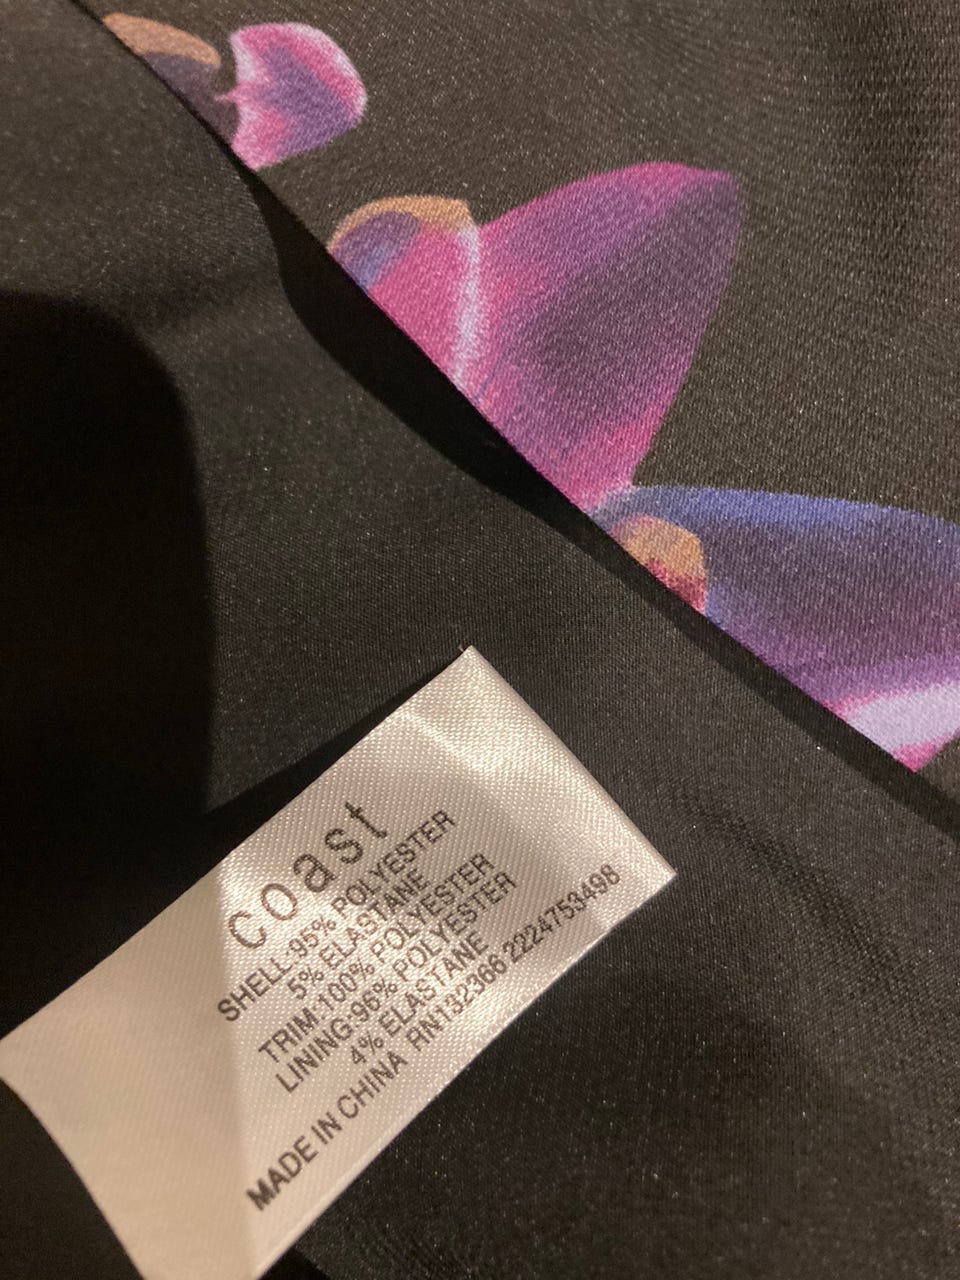 coast
SHELL:95% POLYESTER
5% ELASTANE
TRIM:100% POLYESTER
LINING:96% POLYESTER
4% ELASTANE
MADE IN CHINA RN132366 2224753498